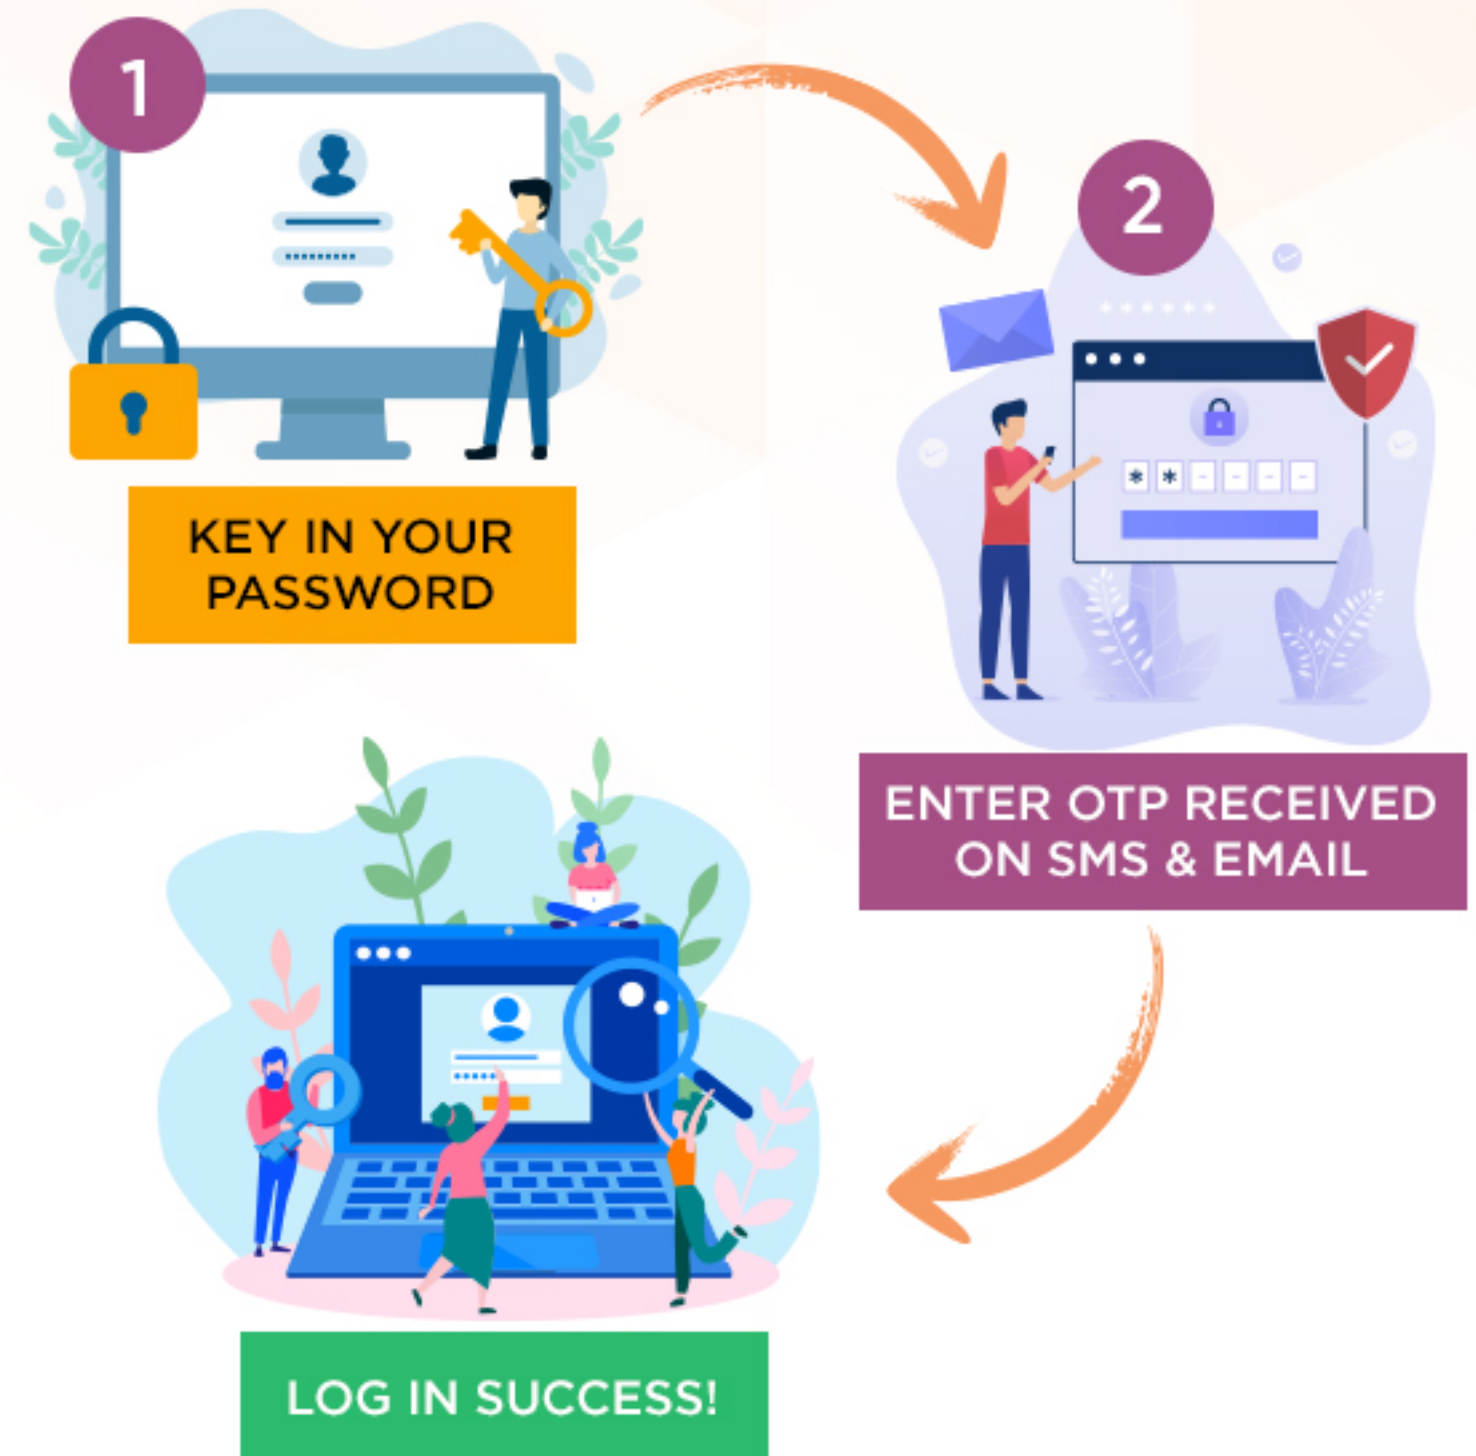 1
KEY IN YOUR
PASSWORD
2
ENTER OTP RECEIVED
ON SMS & EMAIL
LOG IN SUCCESS!